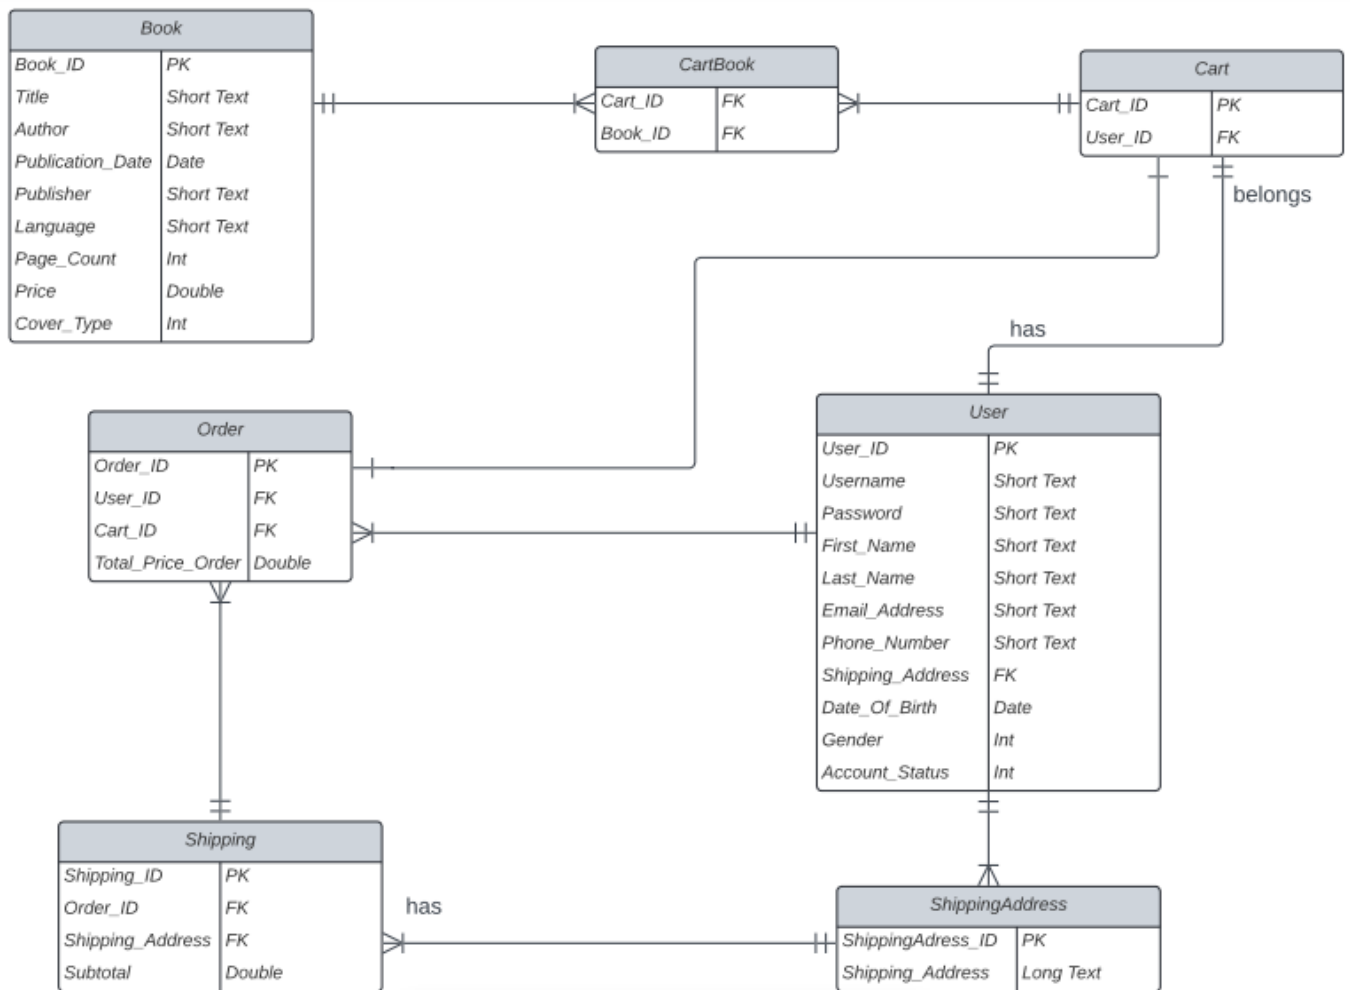 Book
Book_ID PK
Title Short Text
Author Short Text
Publication_Date Date
Publisher Short Text
Language Short Text
Page_Count Int
Price Double
Cover_Type Int
CartBook
Cart_ID FK
Book_ID FK
Cart
Cart_ID PK
User_ID FK
belongs
has
Order
Order_ID PK
User_ID FK
Cart_ID FK
Total_Price_Order Double
User
User_ID PK
Username Short Text
Password Short Text
First_Name Short Text
Last_Name Short Text
Email_Address Short Text
Phone_Number Short Text
Shipping_Address FK
Date_Of_Birth Date
Gender Int
Account_Status Int
Shipping
Shipping_ID PK
Order_ID FK
Shipping_Address FK
Subtotal Double
has
ShippingAddress
ShippingAdress_ID PK
Shipping_Address Long Text